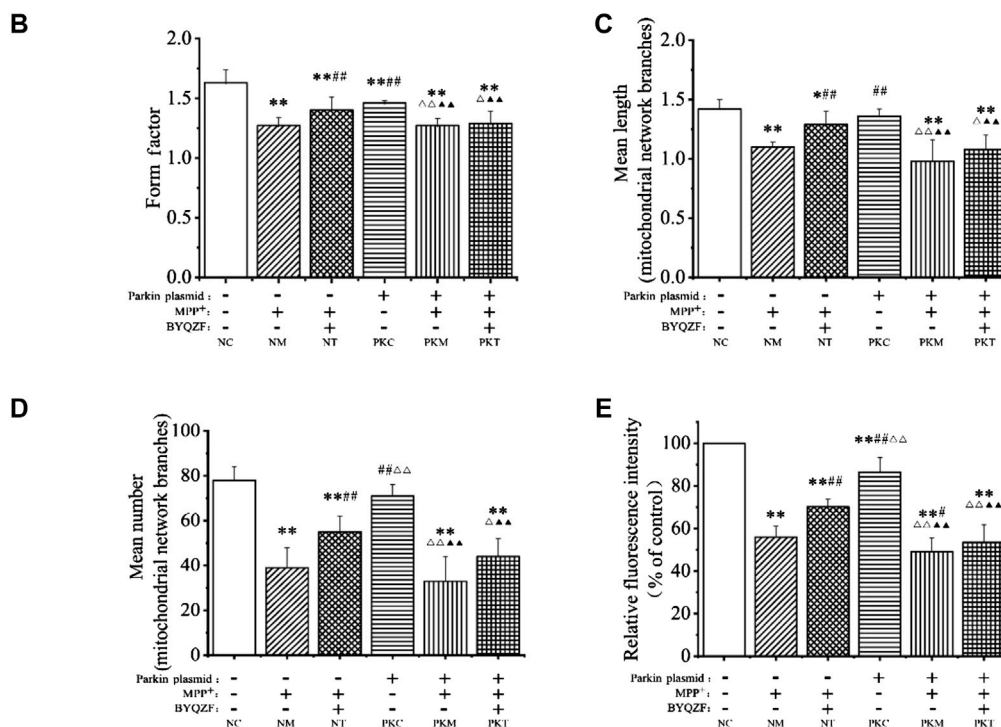 B
Form factor
2.0
1.5
1.0
0.5
0.0
**
**##
**##
**
△△▲▲
**
△▲▲
Parkin plasmid : - - - + + +
MPP+: - + + - + +
BYQZF: - - + - - +
NC NM NT PKC PKM PKT
C
Mean length
(mitochondrial network branches)
2.0
1.5
1.0
0.5
0.0
**
*##
##
**
△△▲▲
**
△▲▲
Parkin plasmid : - - - + + +
MPP+: - + + - + +
BYQZF: - - + - - +
NC NM NT PKC PKM PKT
D
Mean number
(mitochondrial network branches)
100
80
60
40
20
0
**
**##
##△△
**
△△▲▲
**
△▲▲
Parkin plasmid : - - - + + +
MPP+: - + + - + +
BYQZF: - - + - - +
NC NM NT PKC PKM PKT
E
Relative fluorescence intensity
(% of control)
100
80
60
40
20
0
**
**##
**##△△
**#
△△▲▲
**
△△▲▲
Parkin plasmid : - - - + + +
MPP+: - + + - + +
BYQZF: - - + - - +
NC NM NT PKC PKM PKT